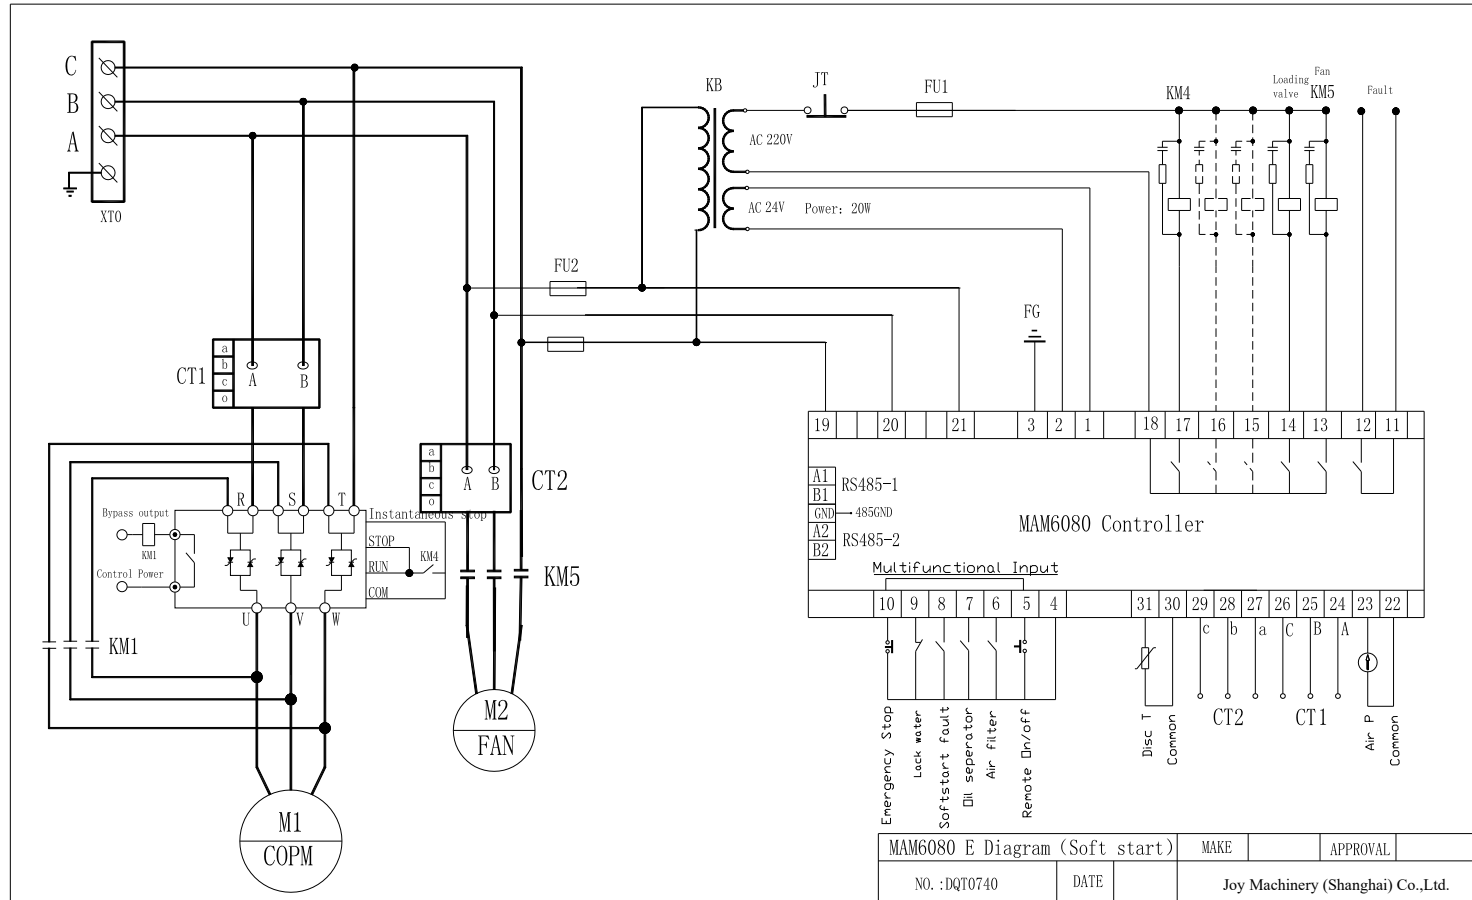 C
B
A
XT0
KB
JT
FU1
AC 220V
AC 24V
Power: 20W
KM4
Loading
valve
Fan
KM5
Fault
FU2
FG
CT1
a
b
c
o
A
B
CT2
a
b
c
o
A
B
19
20
21
3
2
1
18
17
16
15
14
13
12
11
A1
B1
RS485-1
GND
485GND
A2
B2
RS485-2
MAM6080 Controller
Multifunctional Input
10
9
8
7
6
5
4
31
30
29
28
27
26
25
24
23
22
c
b
a
C
B
A
CT2
CT1
Emergency Stop
Lack water
Softstart fault
Oil seperator
Air filter
Remote On/off
Disc T
Common
Air P
Common
R
S
T
Bypass output
KM1
Control Power
Instantaneous stop
STOP
RUN
COM
KM4
U
V
W
KM1
KM5
M2
FAN
M1
COPM
MAM6080 E Diagram (Soft start)
MAKE
APPROVAL
NO.:DQT0740
DATE
Joy Machinery (Shanghai) Co.,Ltd.